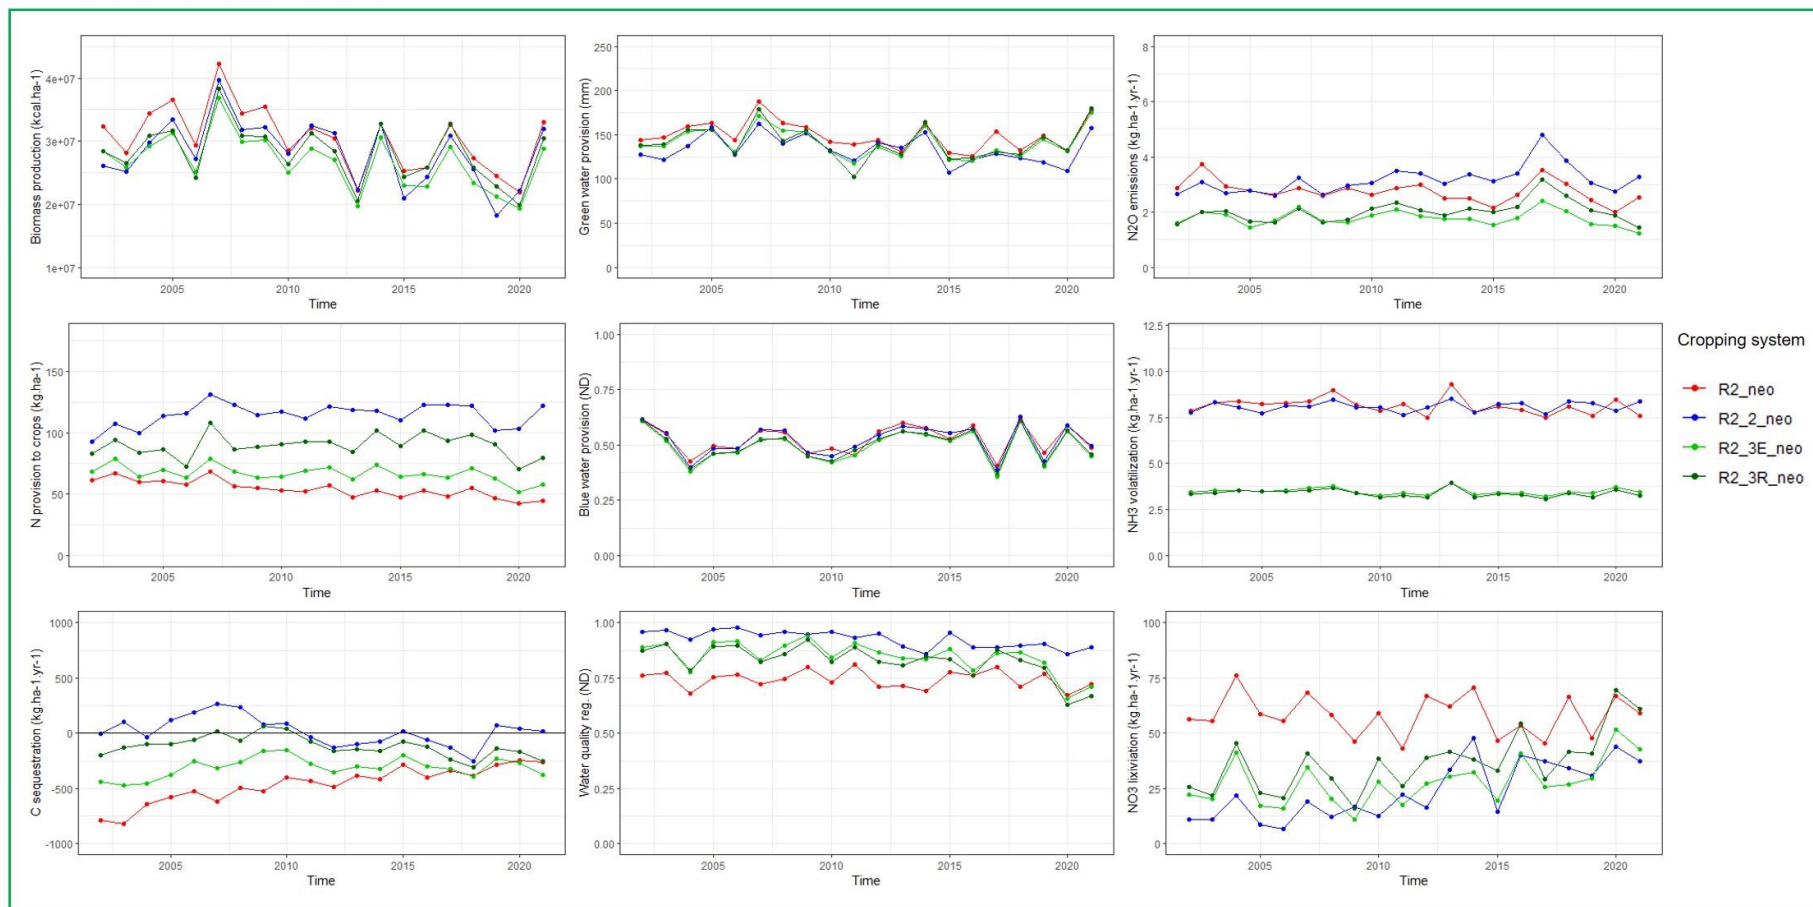 Biomass production (kcal.ha-1)
4e+07
3e+07
2e+07
1e+07
2005 2010 2015 2020
Time
Green water provision (mm)
250
200
150
100
50
0
2005 2010 2015 2020
Time
N2O emissions (kg.ha-1.yr-1)
8
6
4
2
0
2005 2010 2015 2020
Time
N provision to crops (kg.ha-1)
150
100
50
0
2005 2010 2015 2020
Time
Blue water provision (ND)
1.00
0.75
0.50
0.25
0.00
2005 2010 2015 2020
Time
NH3 volatization (kg.ha-1.yr-1)
12.5
10.0
7.5
5.0
2.5
0.0
2005 2010 2015 2020
Time
Cropping system
R2_neo
R2_2_neo
R2_3E_neo
R2_3R_neo
C sequestration (kg.ha-1.yr-1)
1000
500
0
-500
-1000
2005 2010 2015 2020
Time
Water quality reg. (ND)
1.00
0.75
0.50
0.25
0.00
2005 2010 2015 2020
Time
NO3 lixiviation (kg.ha-1.yr-1)
100
75
50
25
0
2005 2010 2015 2020
Time